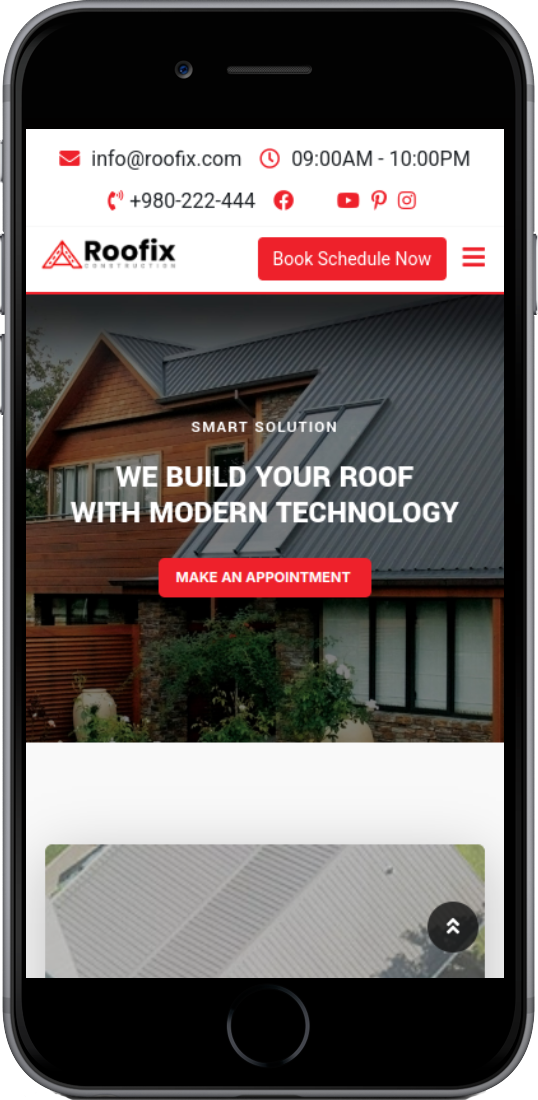 info@roofix.com 09:00AM - 10:00PM
+980-222-444
Roofix
CONSTRUCTION
Book Schedule Now
SMART SOLUTION
WE BUILD YOUR ROOF
WITH MODERN TECHNOLOGY
MAKE AN APPOINTMENT